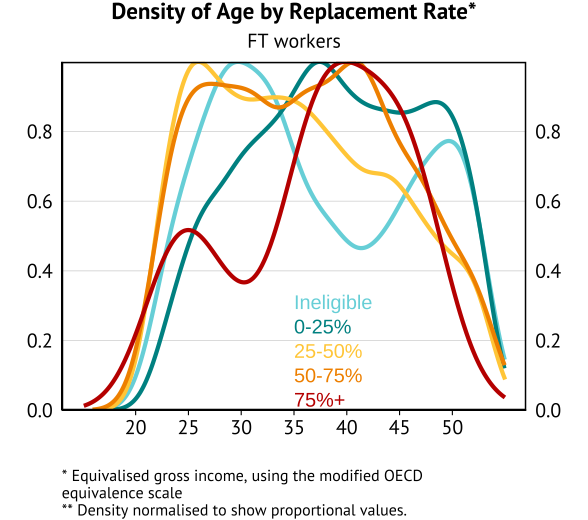 Density of Age by Replacement Rate*
FT workers
0.8 0.8
0.6 0.6
0.4 0.4
0.2 0.2
0.0 0.0
Ineligible
0-25%
25-50%
50-75%
75%+
20 25 30 35 40 45 50
* Equivalised gross income, using the modified OECD
equivalence scale
** Density normalised to show proportional values.